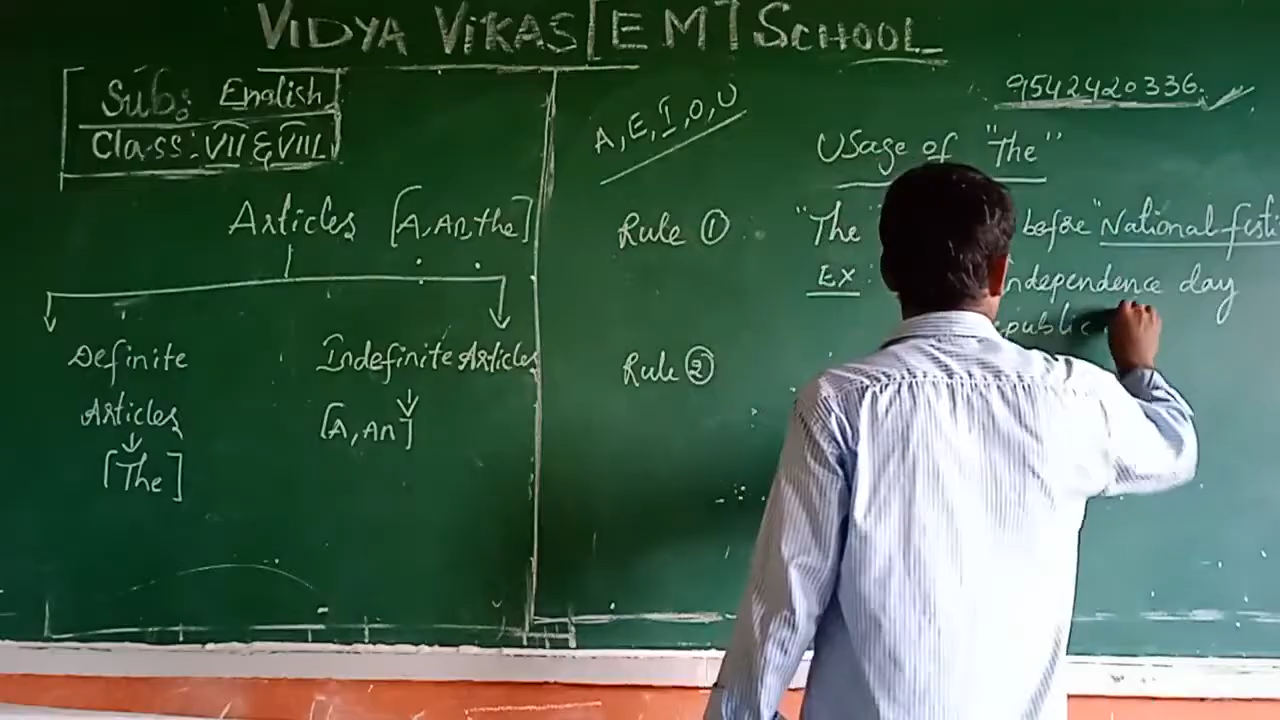 VIDYA VIKAS [EM] SCHOOL
Sub: English
Class: VII & VIII
Articles [A, An, the]
Definite
Articles
[The]
Indefinite Articles
[A, An]
9542420336
A, E, I, O, U
Usage of "The"
Rule ①
"The before "National festi
Ex: ndependence day
public
Rule ②